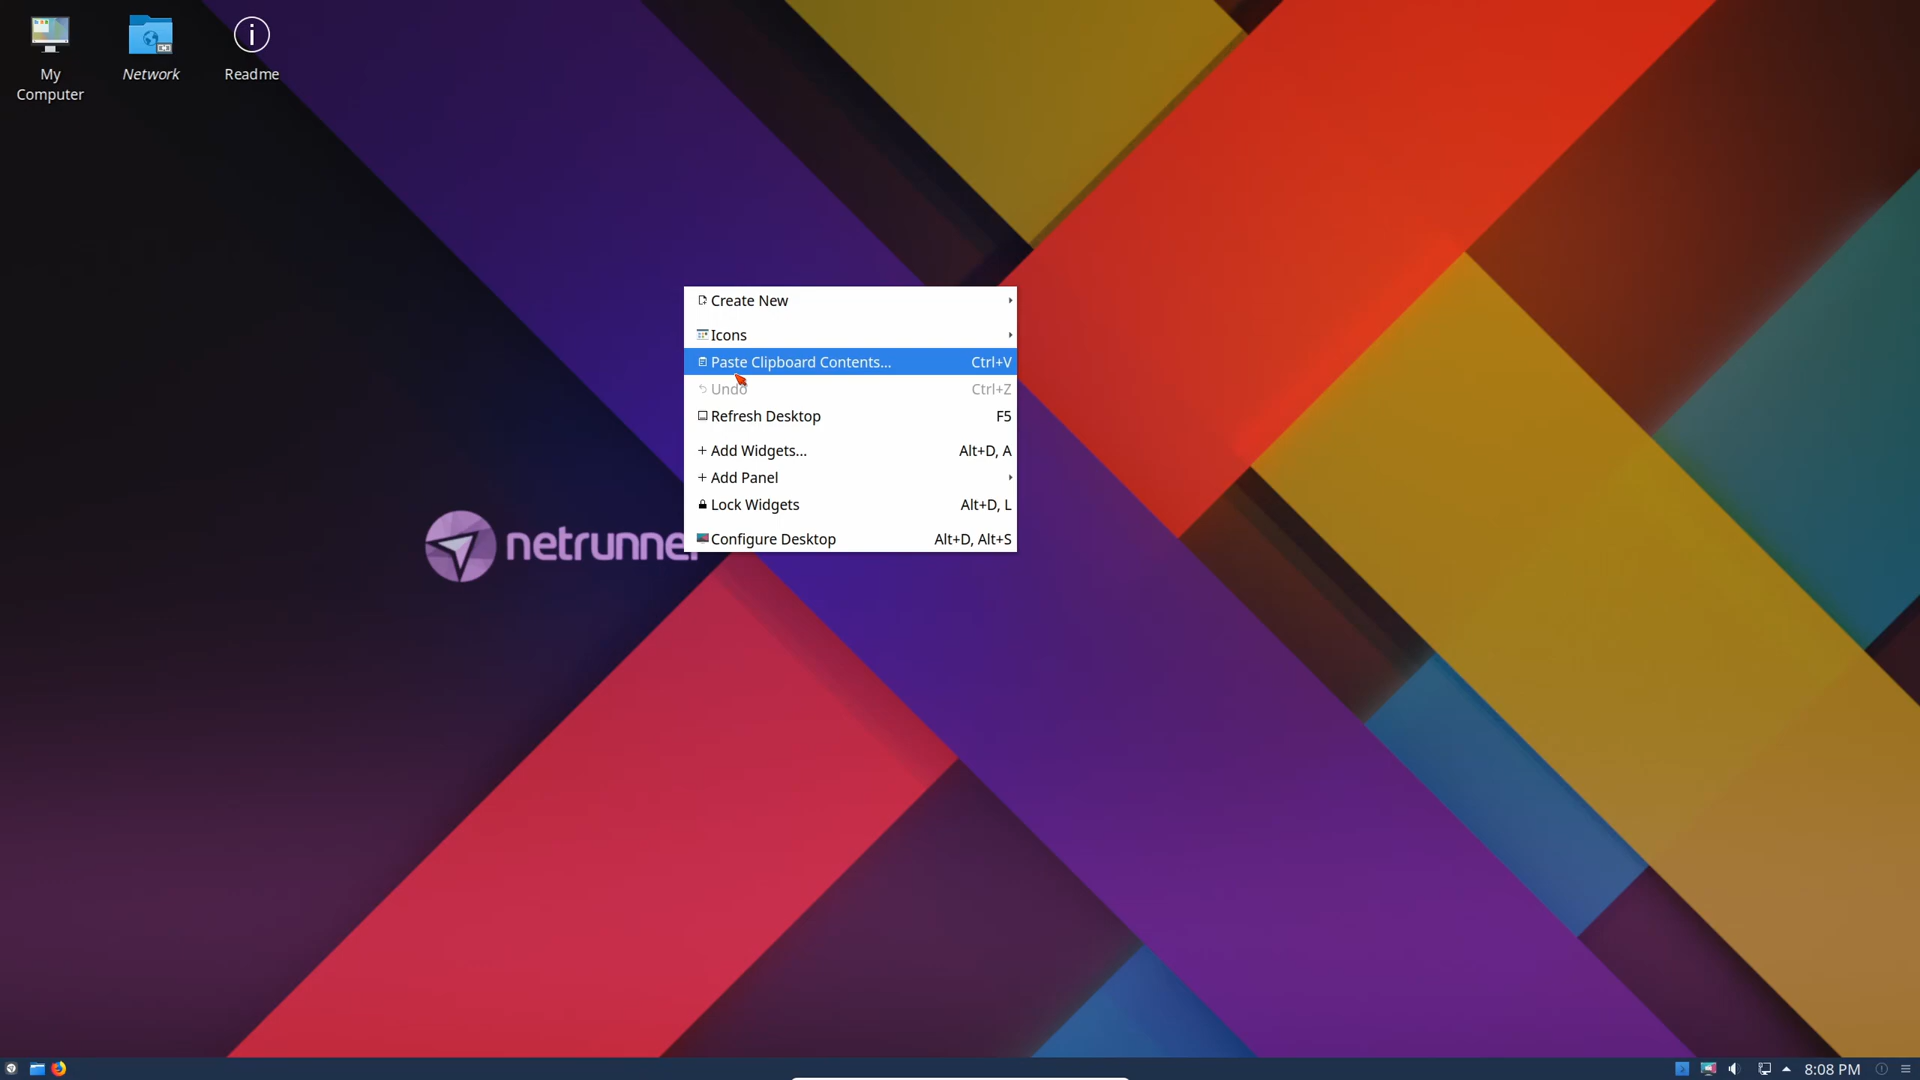 My
Computer
Network
Readme
Create New
Icons
Paste Clipboard Contents... Ctrl+V
Undo Ctrl+Z
Refresh Desktop F5
Add Widgets... Alt+D, A
Add Panel
Lock Widgets Alt+D, L
Configure Desktop Alt+D, Alt+S
netrunner
8:08 PM